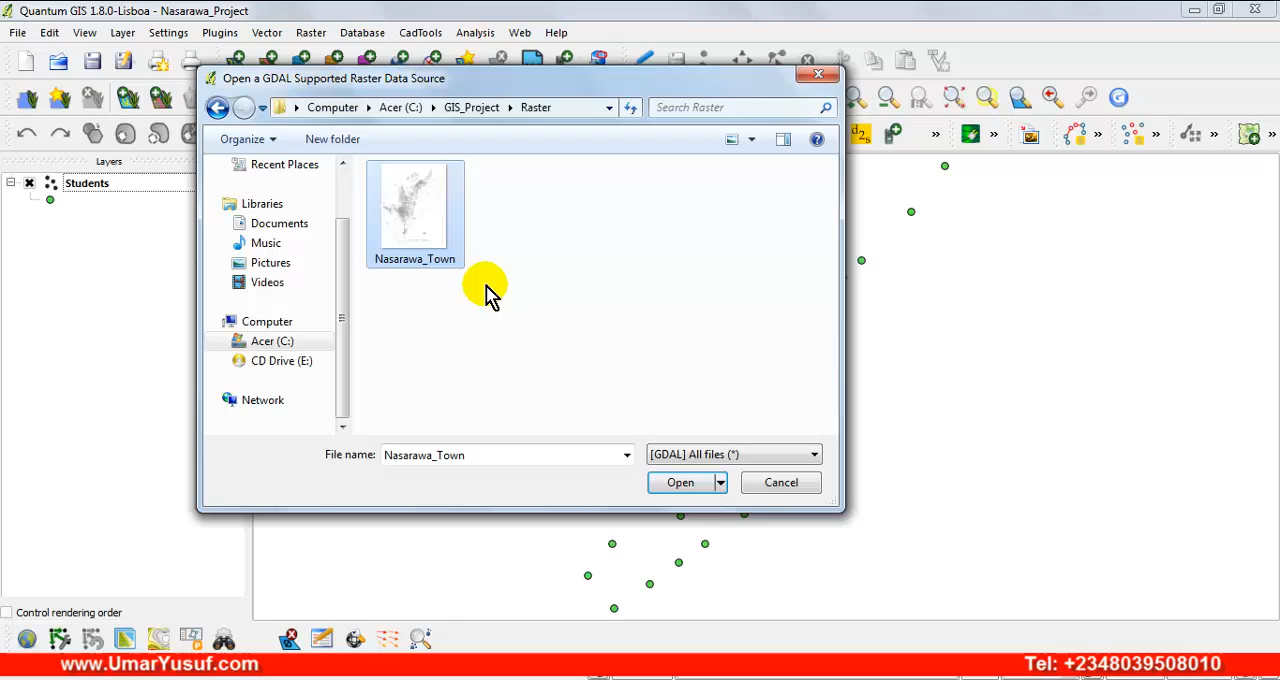 Quantum GIS 1.8.0-Lisboa - Nasarawa_Project
File Edit View Layer Settings Plugins Vector Raster Database CadTools Analysis Web Help
Open a GDAL Supported Raster Data Source
Computer Acer (C:) GIS_Project Raster Search Raster
Organize New folder
Layers
Students
Recent Places
Libraries
Documents
Music
Pictures
Videos
Computer
Acer (C:)
CD Drive (E:)
Network
Nasarawa_Town
File name: Nasarawa_Town [GDAL] All files (*)
Open Cancel
Control rendering order
www.UmarYusuf.com Tel: +2348039508010